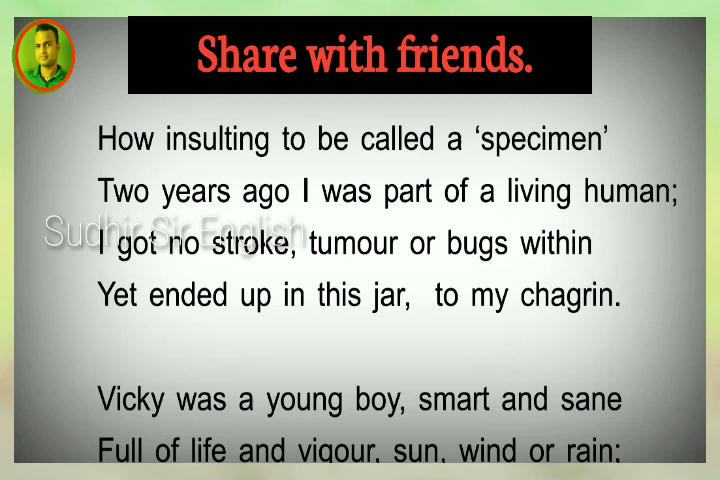 Share with friends.
How insulting to be called a ‘specimen’
Two years ago I was part of a living human;
Sudhir Sir English
I got no stroke, tumour or bugs within
Yet ended up in this jar, to my chagrin.
Vicky was a young boy, smart and sane
Full of life and vigour, sun, wind or rain;